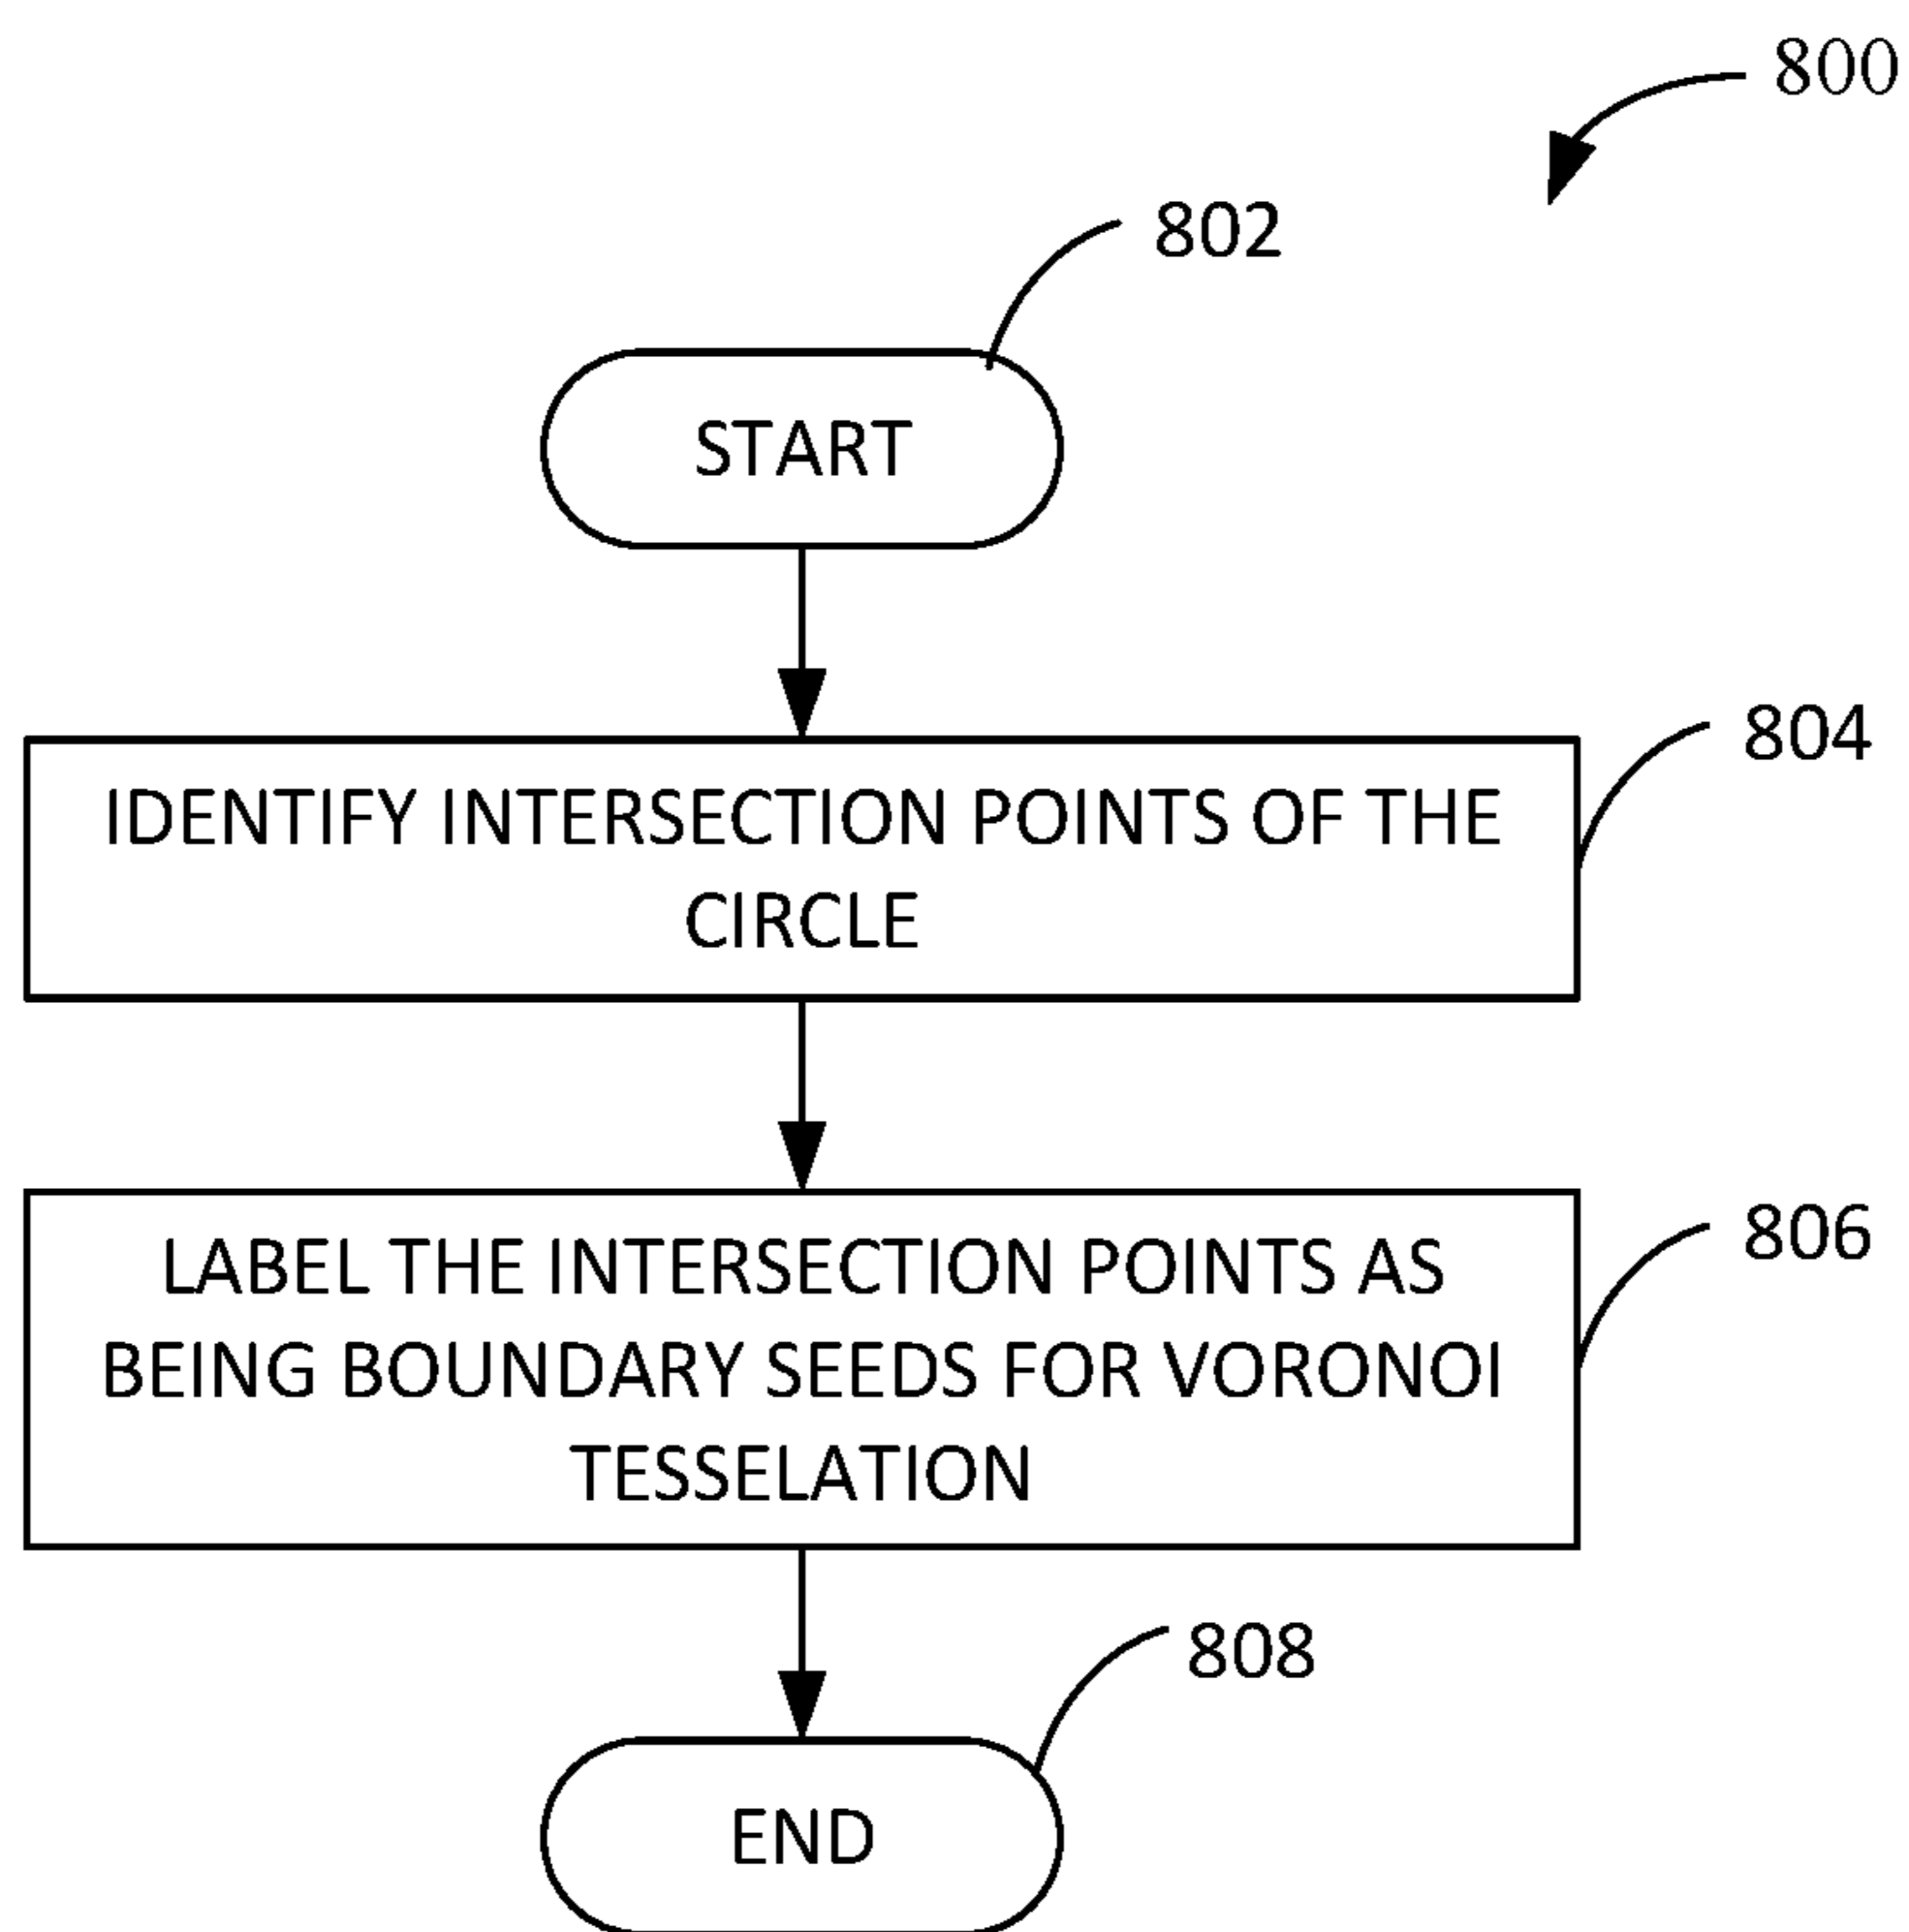 800
802
START
804
IDENTIFY INTERSECTION POINTS OF THE
CIRCLE
806
LABEL THE INTERSECTION POINTS AS
BEING BOUNDARY SEEDS FOR VORONOI
TESSELATION
808
END